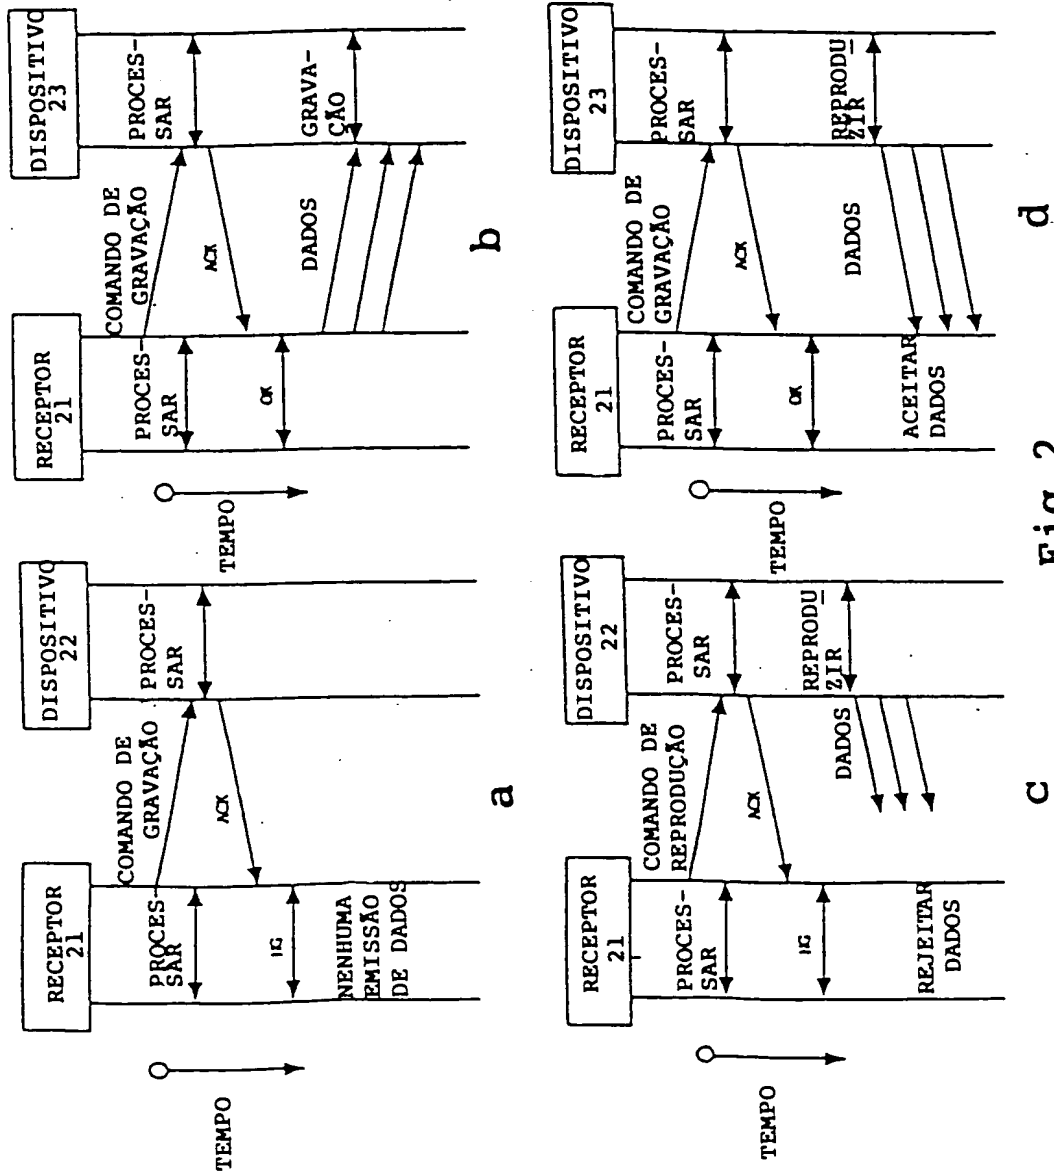 RECEPTOR
21
DISPOSITIVO
22
COMANDO DE
GRAVAÇÃO
PROCES-
SAR
PROCES-
SAR
ACK
NG
NENHUMA
EMISSÃO
DE DADOS
TEMPO
a
RECEPTOR
21
DISPOSITIVO
23
COMANDO DE
GRAVAÇÃO
PROCES-
SAR
PROCES-
SAR
ACK
OK
DADOS
GRAVA-
ÇÃO
TEMPO
b
RECEPTOR
21
DISPOSITIVO
22
COMANDO DE
REPRODUÇÃO
PROCES-
SAR
PROCES-
SAR
ACK
NG
REPRODU
ZIR
DADOS
REJEITAR
DADOS
TEMPO
c
RECEPTOR
21
DISPOSITIVO
23
COMANDO DE
GRAVAÇÃO
PROCES-
SAR
PROCES-
SAR
ACK
OK
REPRODU
ZIR
DADOS
ACEITAR
DADOS
TEMPO
d
Fig 2